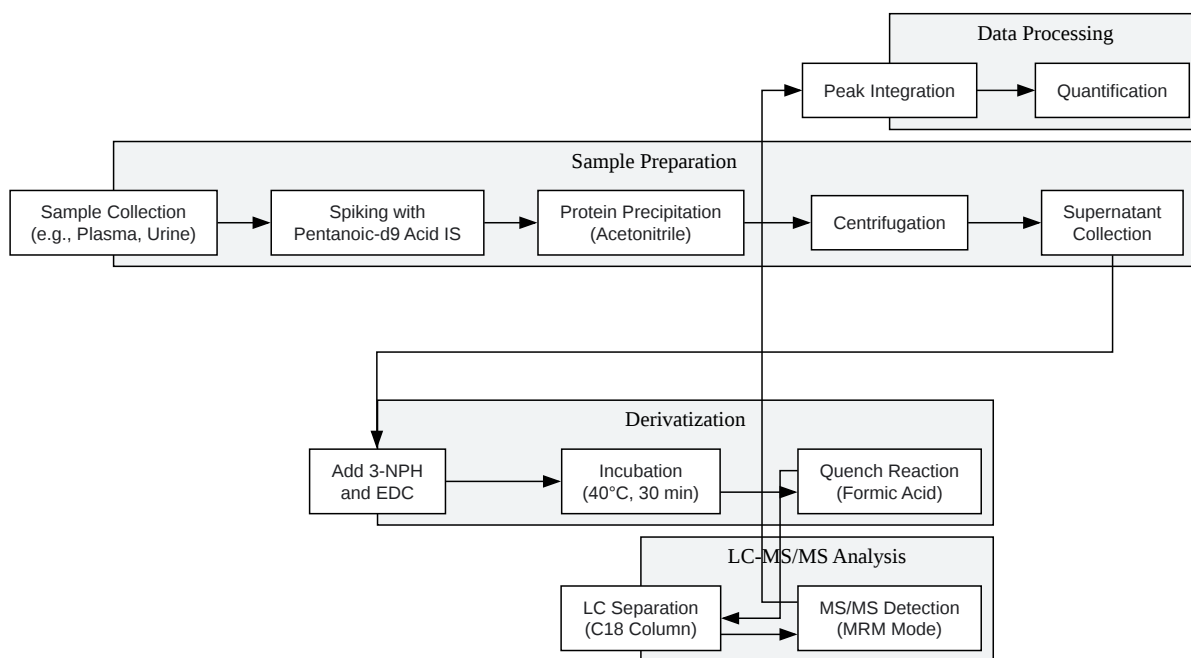 Data Processing
Peak Integration
Quantification
Sample Preparation
Sample Collection
(e.g., Plasma, Urine)
Spiking with
Pentanoic-d9 Acid IS
Protein Precipitation
(Acetonitrile)
Centrifugation
Supernatant
Collection
Derivatization
Add 3-NPH
and EDC
Incubation
(40°C, 30 min)
Quench Reaction
(Formic Acid)
LC-MS/MS Analysis
LC Separation
(C18 Column)
MS/MS Detection
(MRM Mode)